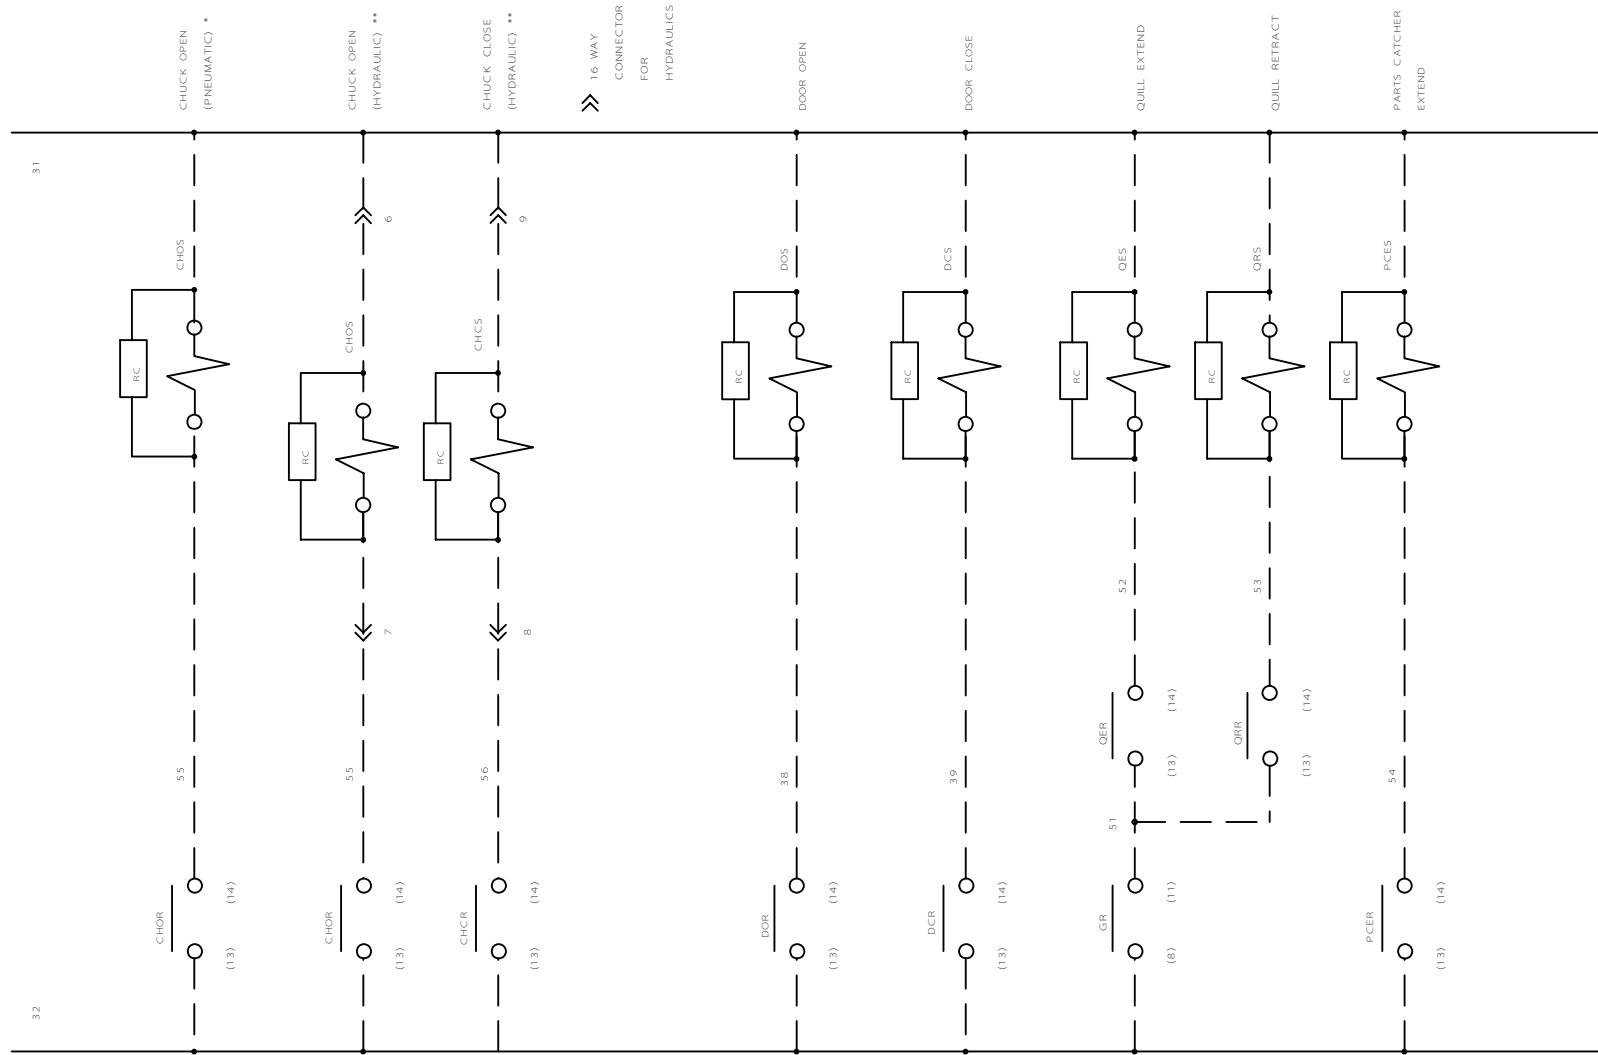 CHUCK OPEN
(PNEUMATIC) *
CHUCK OPEN
(HYDRAULIC) **
CHUCK CLOSE
(HYDRAULIC) **
16 WAY
CONNECTOR
FOR
HYDRAULICS
DOOR OPEN
DOOR CLOSE
QUILL EXTEND
QUILL RETRACT
PARTS CATCHER
EXTEND
31
6
9
CHOS
CHOS
CHCS
DOS
DCS
QES
QRS
PCES
RC
RC
RC
RC
RC
RC
RC
RC
7
8
52
53
QER
(14)
(13)
QRR
(14)
(13)
55
55
56
38
39
51
54
CHOR
(14)
(13)
CHOR
(14)
(13)
CHCR
(14)
(13)
DOR
(14)
(13)
DCR
(14)
(13)
GR
(11)
(8)
PCER
(14)
(13)
32